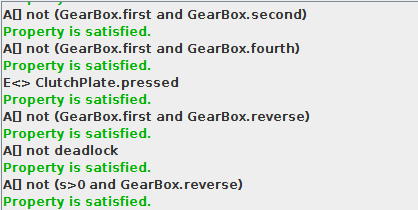 A[] not (GearBox.first and GearBox.second)
Property is satisfied.
A[] not (GearBox.first and GearBox.fourth)
Property is satisfied.
E<> ClutchPlate.pressed
Property is satisfied.
A[] not (GearBox.first and GearBox.reverse)
Property is satisfied.
A[] not deadlock
Property is satisfied.
A[] not (s>0 and GearBox.reverse)
Property is satisfied.